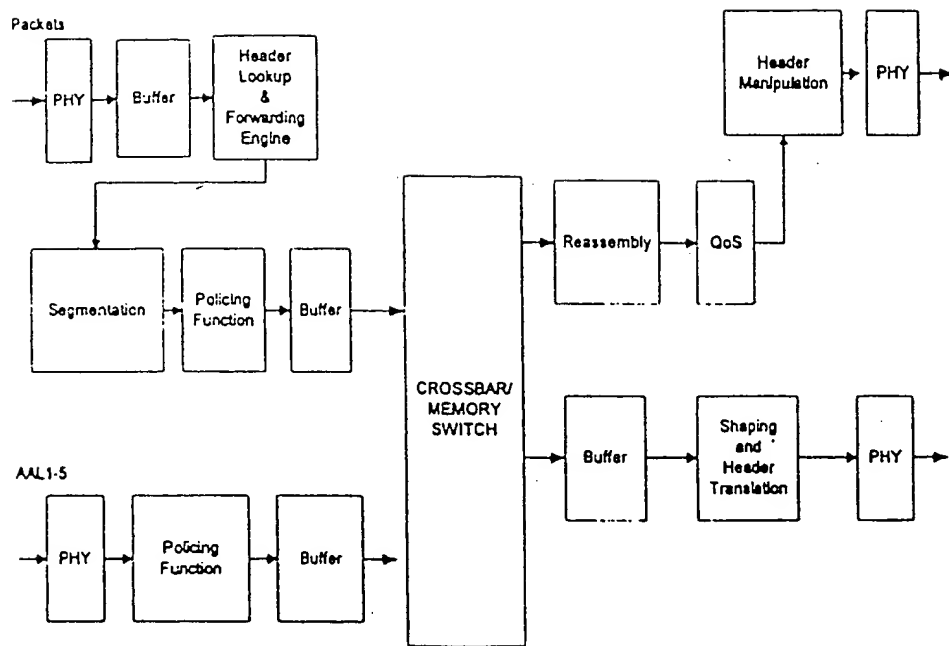 Packets
PHY
Buffer
Header
Lookup
&
Forwarding
Engine
Header
Manipulation
PHY
Segmentation
Policing
Function
Buffer
Reassembly
QoS
CROSSBAR/
MEMORY
SWITCH
AAL1-5
PHY
Policing
Function
Buffer
Buffer
Shaping
and
Header
Translation
PHY